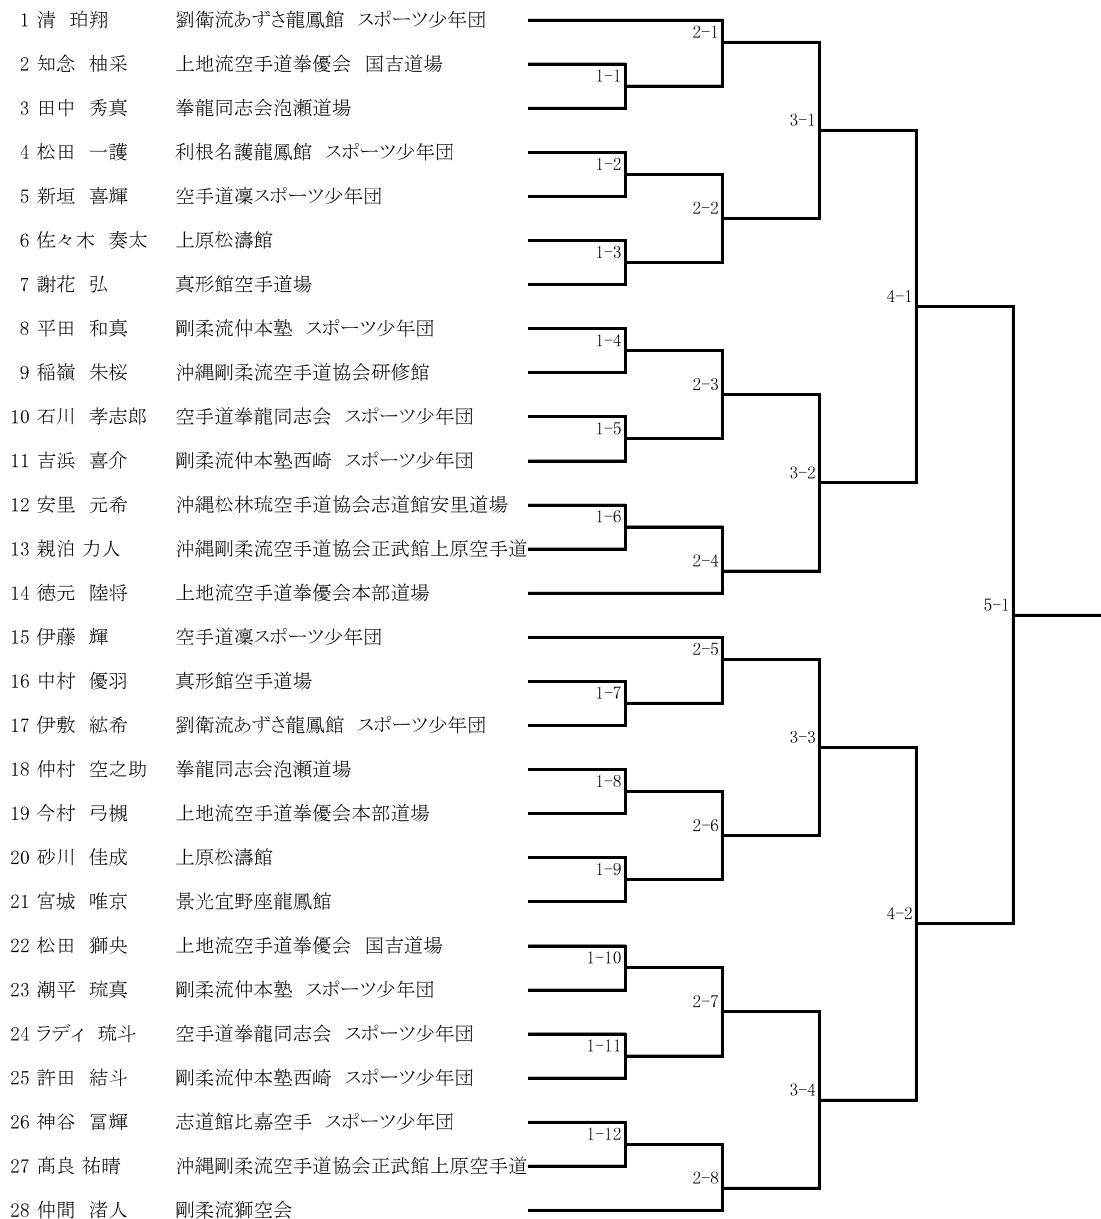 1 清　珀翔 劉衛流あずさ龍鳳館　スポーツ少年団
2-1
2 知念　柚采 上地流空手道拳優会　国吉道場
1-1
3 田中　秀真 拳龍同志会泡瀬道場
3-1
4 松田　一護 利根名護龍鳳館　スポーツ少年団
1-2
5 新垣　喜輝 空手道凜スポーツ少年団
2-2
6 佐々木　奏太 上原松濤館
1-3
7 謝花　弘 真形館空手道場
4-1
8 平田　和真 剛柔流仲本塾　スポーツ少年団
1-4
9 稲嶺　朱桜 沖縄剛柔流空手道協会研修館
2-3
10 石川　孝志郎 空手道拳龍同志会　スポーツ少年団
1-5
11 吉浜　喜介 剛柔流仲本塾西崎　スポーツ少年団
3-2
12 安里　元希 沖縄松林琉空手道協会志道館安里道場
1-6
13 親泊 力人 沖縄剛柔流空手道協会正武館上原空手道
2-4
14 徳元　陸将 上地流空手道拳優会本部道場
5-1
15 伊藤　輝 空手道凜スポーツ少年団
2-5
16 中村　優羽 真形館空手道場
1-7
17 伊敷　紘希 劉衛流あずさ龍鳳館　スポーツ少年団
3-3
18 仲村　空之助 拳龍同志会泡瀬道場
1-8
19 今村　弓槻 上地流空手道拳優会本部道場
2-6
20 砂川　佳成 上原松濤館
1-9
21 宮城　唯京 景光宜野座龍鳳館
4-2
22 松田　獅央 上地流空手道拳優会　国吉道場
1-10
23 潮平　琉真 剛柔流仲本塾　スポーツ少年団
2-7
24 ラディ　琉斗 空手道拳龍同志会　スポーツ少年団
1-11
25 許田　結斗 剛柔流仲本塾西崎　スポーツ少年団
3-4
26 神谷　冨輝 志道館比嘉空手　スポーツ少年団
1-12
27 髙良 祐晴 沖縄剛柔流空手道協会正武館上原空手道
2-8
28 仲間　渚人 剛柔流獅空会